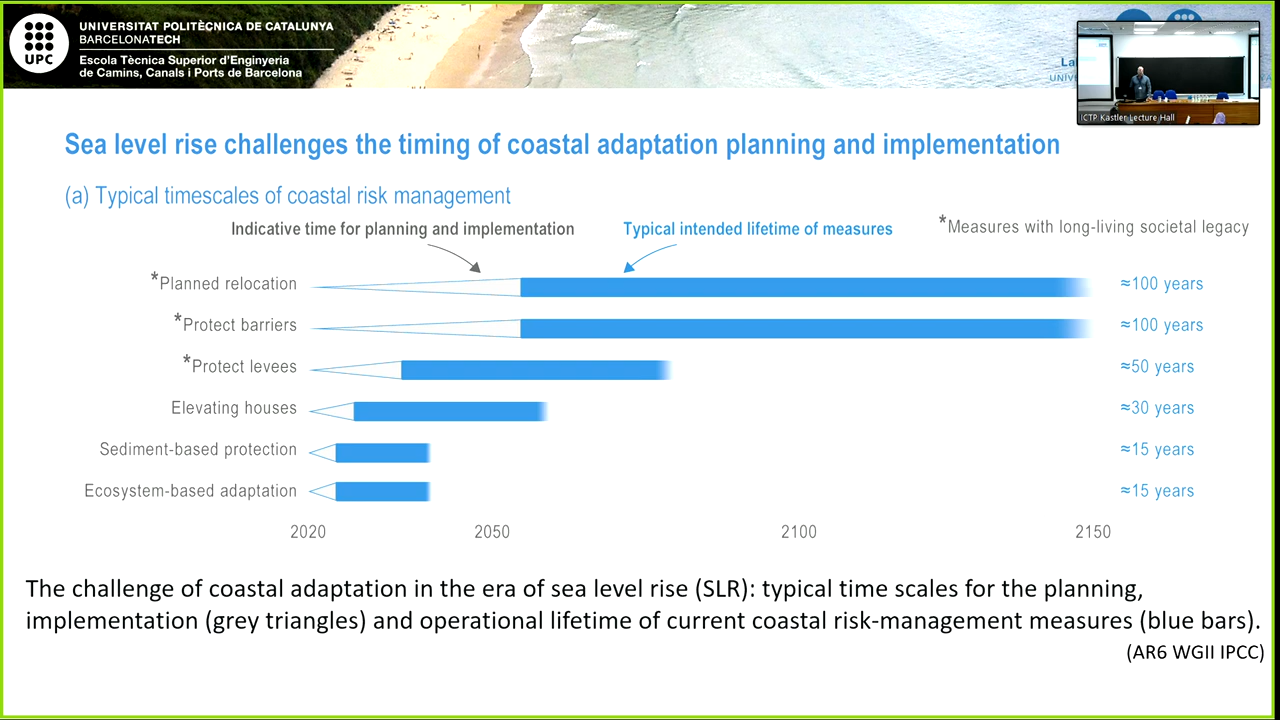 UPC
UNIVERSITAT POLITÈCNICA DE CATALUNYA
BARCELONATECH
Escola Tècnica Superior d'Enginyeria
de Camins, Canals i Ports de Barcelona
ICTP Kastler Lecture Hall
Sea level rise challenges the timing of coastal adaptation planning and implementation
(a) Typical timescales of coastal risk management
Indicative time for planning and implementation
Typical intended lifetime of measures
*Measures with long-living societal legacy
*Planned relocation ≈100 years
*Protect barriers ≈100 years
*Protect levees ≈50 years
Elevating houses ≈30 years
Sediment-based protection ≈15 years
Ecosystem-based adaptation ≈15 years
2020 2050 2100 2150
The challenge of coastal adaptation in the era of sea level rise (SLR): typical time scales for the planning,
implementation (grey triangles) and operational lifetime of current coastal risk-management measures (blue bars).
(AR6 WGII IPCC)